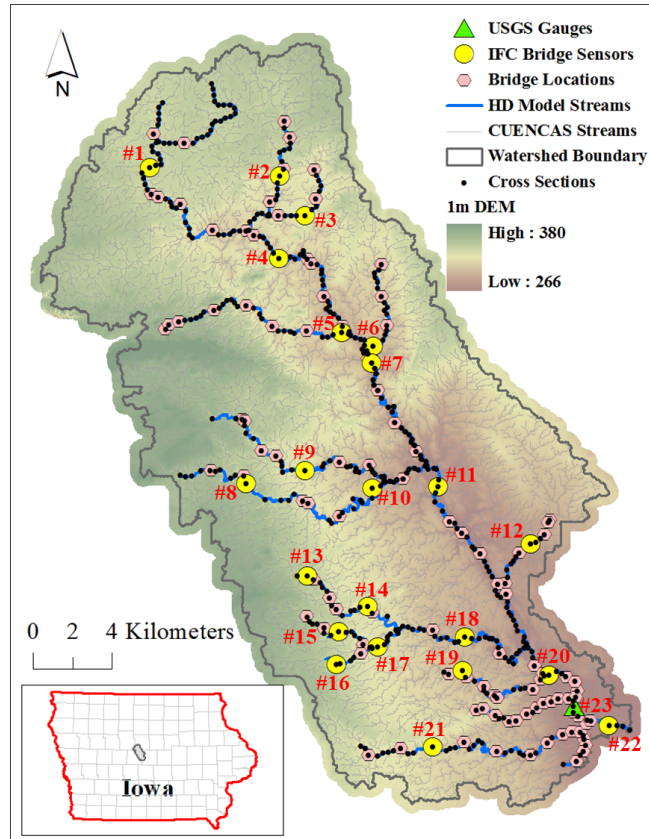 N
USGS Gauges
IFC Bridge Sensors
Bridge Locations
HD Model Streams
CUENCAS Streams
Watershed Boundary
Cross Sections
1m DEM
High : 380
Low : 266
#1
#2
#3
#4
#5
#6
#7
#8
#9
#10
#11
#12
#13
#14
#15
#16
#17
#18
#19
#20
#21
#22
#23
0 2 4 Kilometers
Iowa